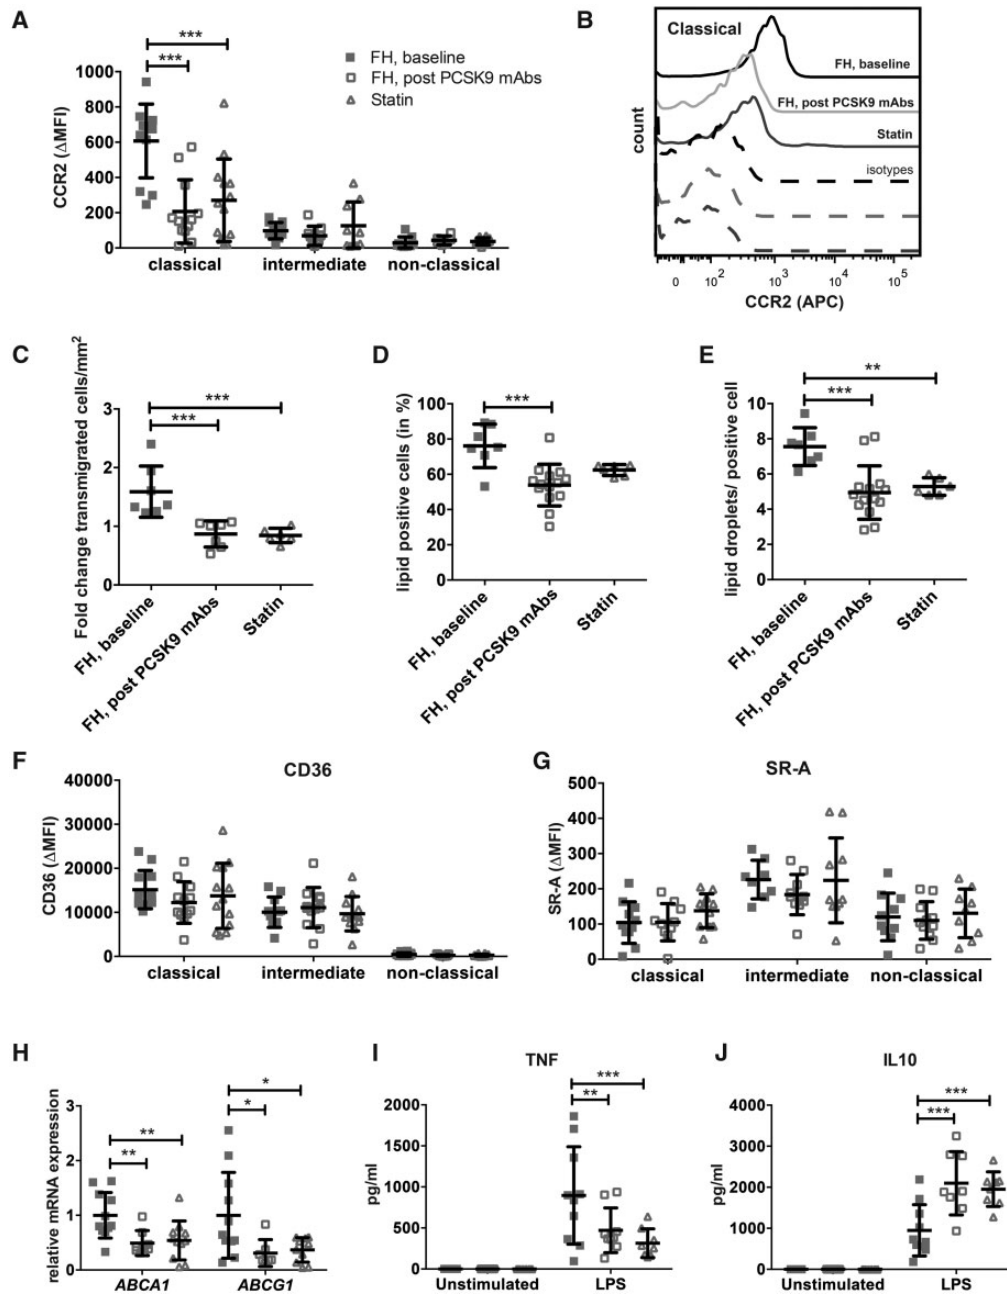 A
***
***
FH, baseline
FH, post PCSK9 mAbs
Statin
CCR2 (ΔMFI)
1000
800
600
400
200
0
classical
intermediate
non-classical
B
Classical
FH, baseline
FH, post PCSK9 mAbs
Statin
isotypes
count
0
10²
10³
10⁴
10⁵
CCR2 (APC)
C
Fold change transmigrated cells/mm²
3
2
1
0
***
***
FH, baseline
FH, post PCSK9 mAbs
Statin
D
lipid positive cells (in %)
100
80
60
40
20
0
***
FH, baseline
FH, post PCSK9 mAbs
Statin
E
lipid droplets/ positive cell
10
8
6
4
2
0
**
***
FH, baseline
FH, post PCSK9 mAbs
Statin
F
CD36
CD36 (ΔMFI)
40000
30000
20000
10000
0
classical
intermediate
non-classical
G
SR-A
SR-A (ΔMFI)
500
400
300
200
100
0
classical
intermediate
non-classical
H
relative mRNA expression
3
2
1
0
**
**
*
*
ABCA1
ABCG1
I
TNF
pg/ml
2000
1500
1000
500
0
***
**
Unstimulated
LPS
J
IL10
pg/ml
4000
3000
2000
1000
0
***
***
Unstimulated
LPS